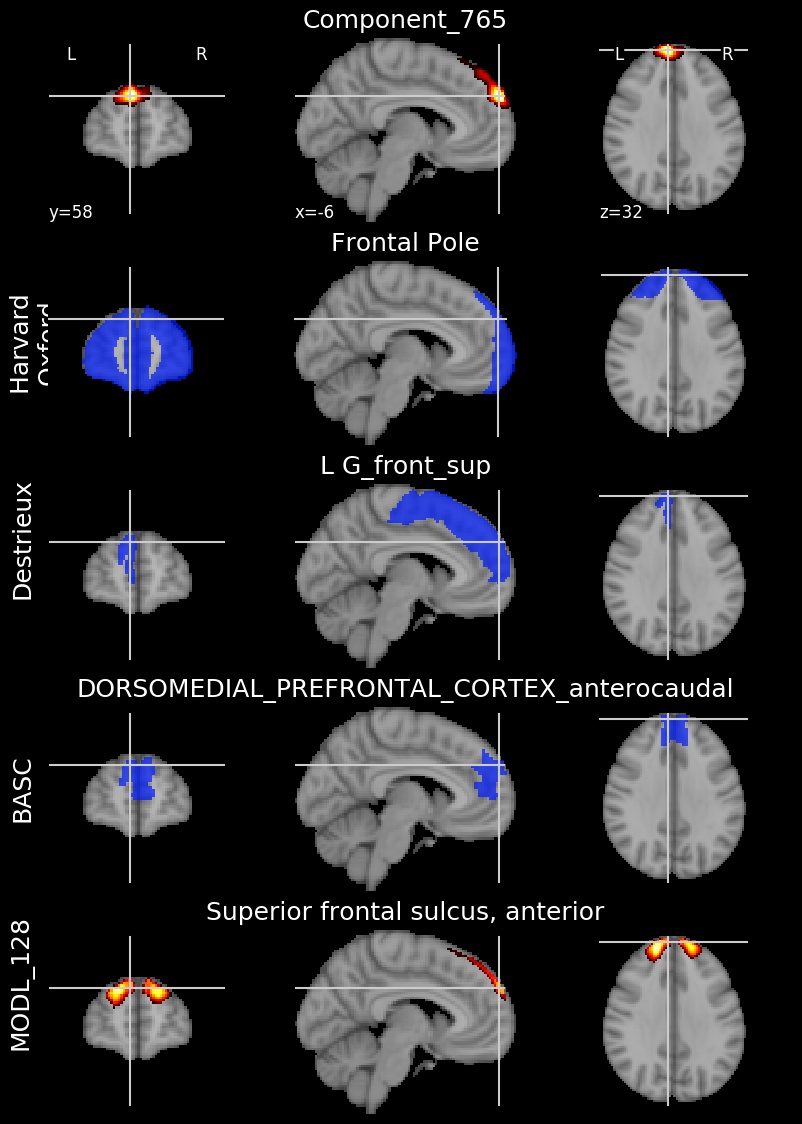 Component_765
L R L R
y=58 x=-6 z=32
Frontal Pole
Harvard
L G_front_sup
Destrieux
DORSOMEDIAL_PREFRONTAL_CORTEX_anterocaudal
BASC
Superior frontal sulcus, anterior
MODL_128